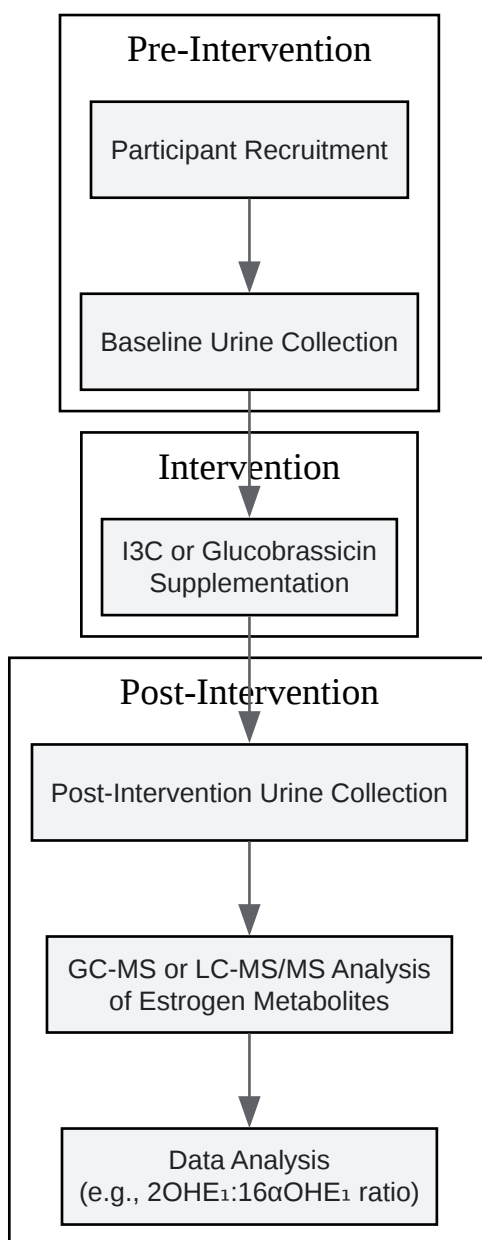 Pre-Intervention
Participant Recruitment
Baseline Urine Collection
Intervention
I3C or Glucobrassicin
Supplementation
Post-Intervention
Post-Intervention Urine Collection
GC-MS or LC-MS/MS Analysis
of Estrogen Metabolites
Data Analysis
(e.g., 2OHE₁:16αOHE₁ ratio)